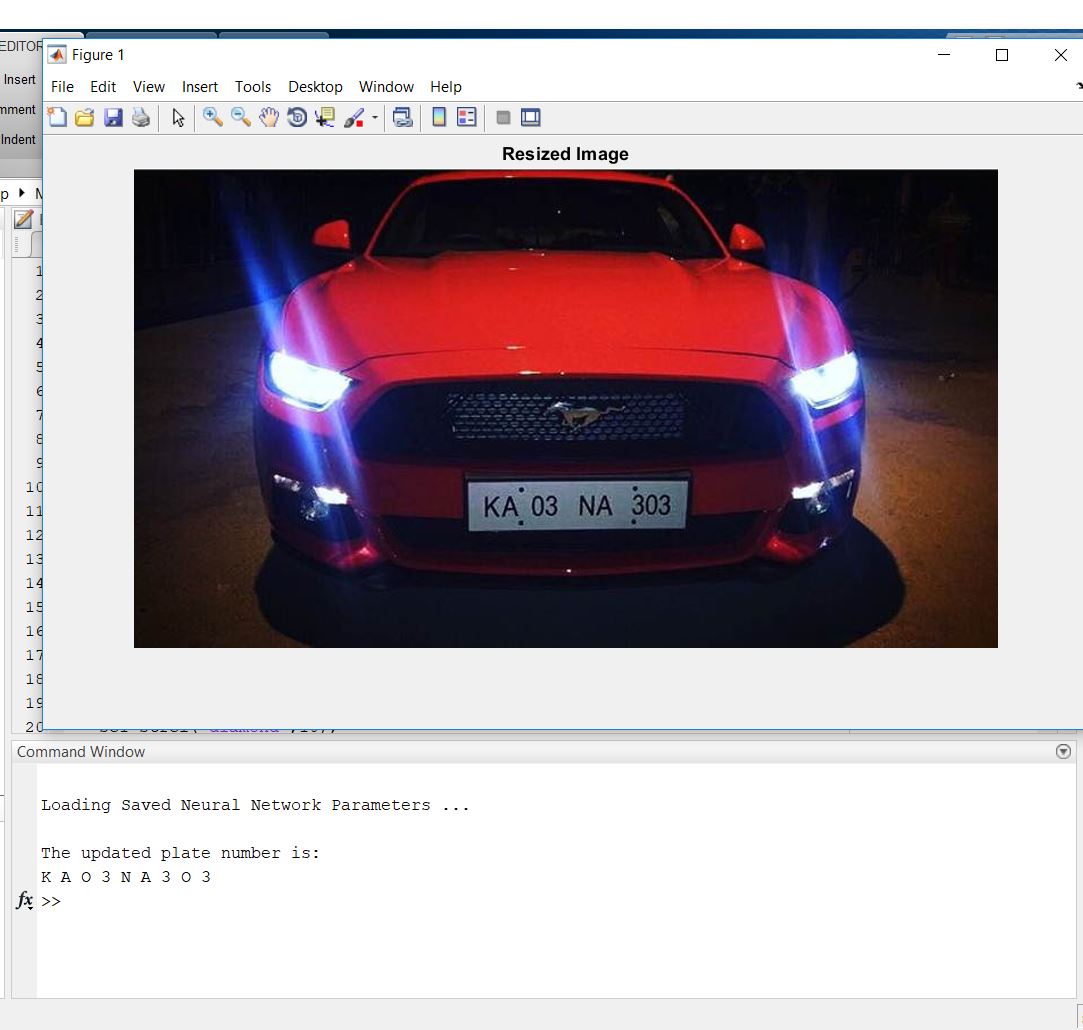 EDITOR
Figure 1
Insert
File Edit View Insert Tools Desktop Window Help
Indent
Resized Image
p
1
2
3
4
5
6
7
8
9
10
11
12
13
14
15
16
17
18
19
20
KA 03 NA 303
Command Window
Loading Saved Neural Network Parameters ...
The updated plate number is:
K A O 3 N A 3 O 3
fx >>